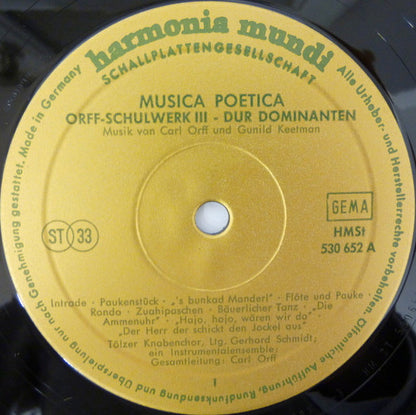 harmonia mundi
SCHALLPLATTENGESELLSCHAFT
MUSICA POETICA
ORFF-SCHULWERK III - DUR DOMINANTEN
Musik von Carl Orff und Gunild Keetman
GEMA
ST 33
HMSt
530 652 A
Intrade · Paukenstück · „'s bunkad Manderl" · Flöte und Pauke
Rondo · Zuahipaschen · Bäuerlicher Tanz · „Die
Ammenuhr" · „Hajo, hajo, wären wir do"
„Der Herr der schickt den Jockel aus"
Tölzer Knabenchor, Ltg. Gerhard Schmidt;
ein Instrumentalensemble;
Gesamtleitung: Carl Orff
I
Alle Urheber- und Herstellerrechte vorbehalten. Öffentliche Aufführung, Rundfunksendung und Überspielung nur nach Genehmigung gestattet. Made in Germany